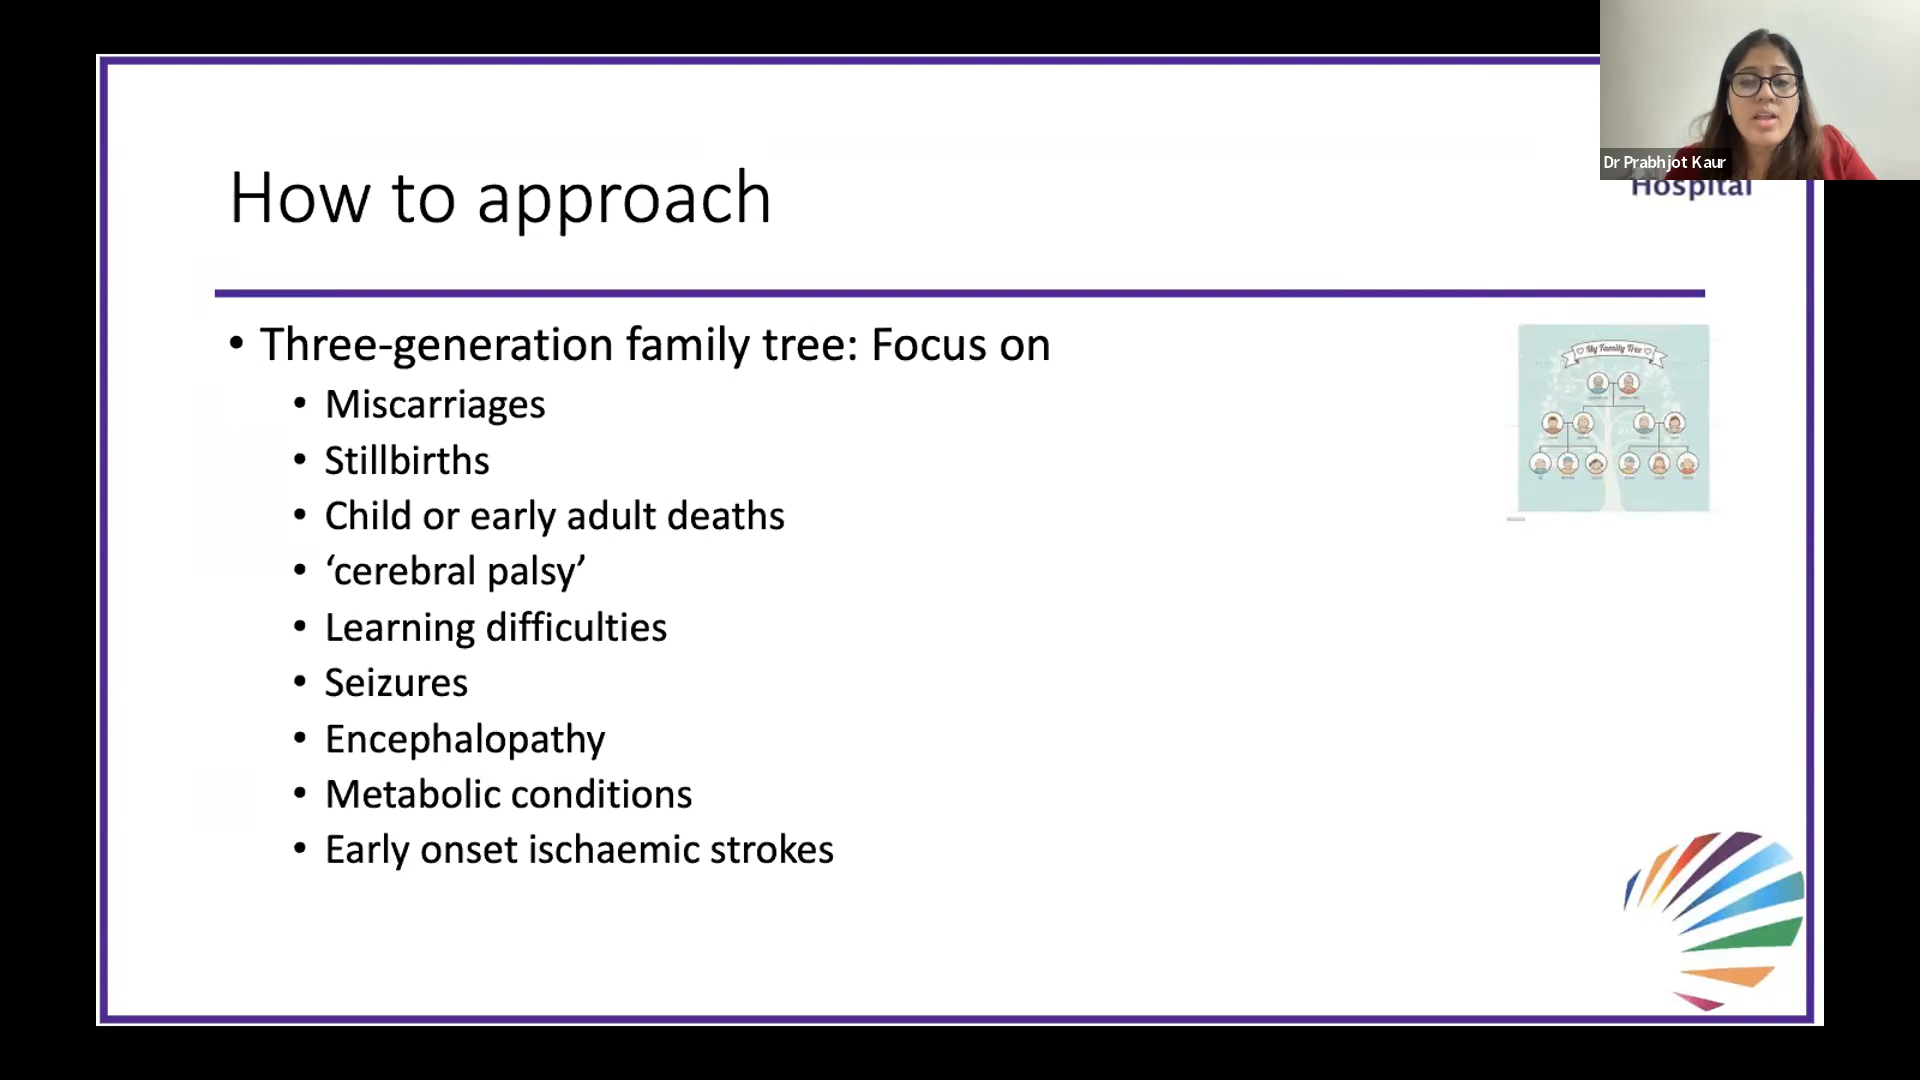 Dr Prabhjot Kaur
Hospital
How to approach
• Three-generation family tree: Focus on
• Miscarriages
• Stillbirths
• Child or early adult deaths
• ‘cerebral palsy’
• Learning difficulties
• Seizures
• Encephalopathy
• Metabolic conditions
• Early onset ischaemic strokes
My Family Tree